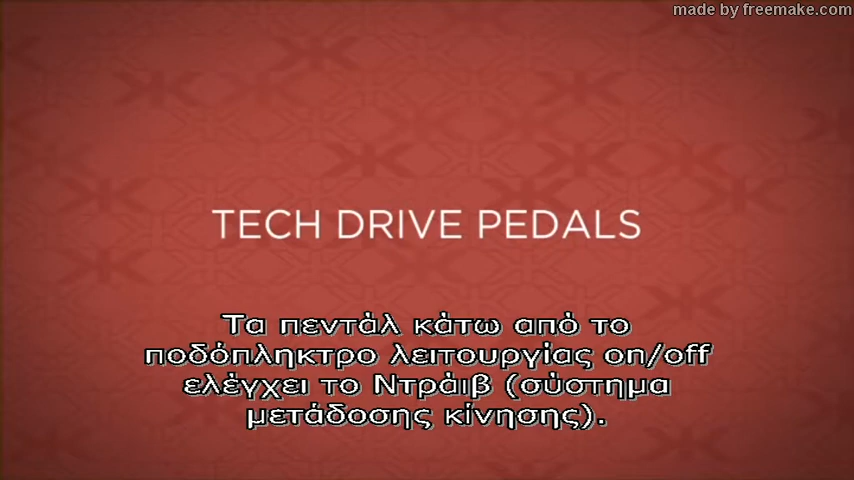 made by freemake.com
TECH DRIVE PEDALS
Τα πεντάλ κάτω από το
ποδόπληκτρο λειτουργίας on/off
ελέγχει το Ντράιβ (σύστημα
μετάδοσης κίνησης).